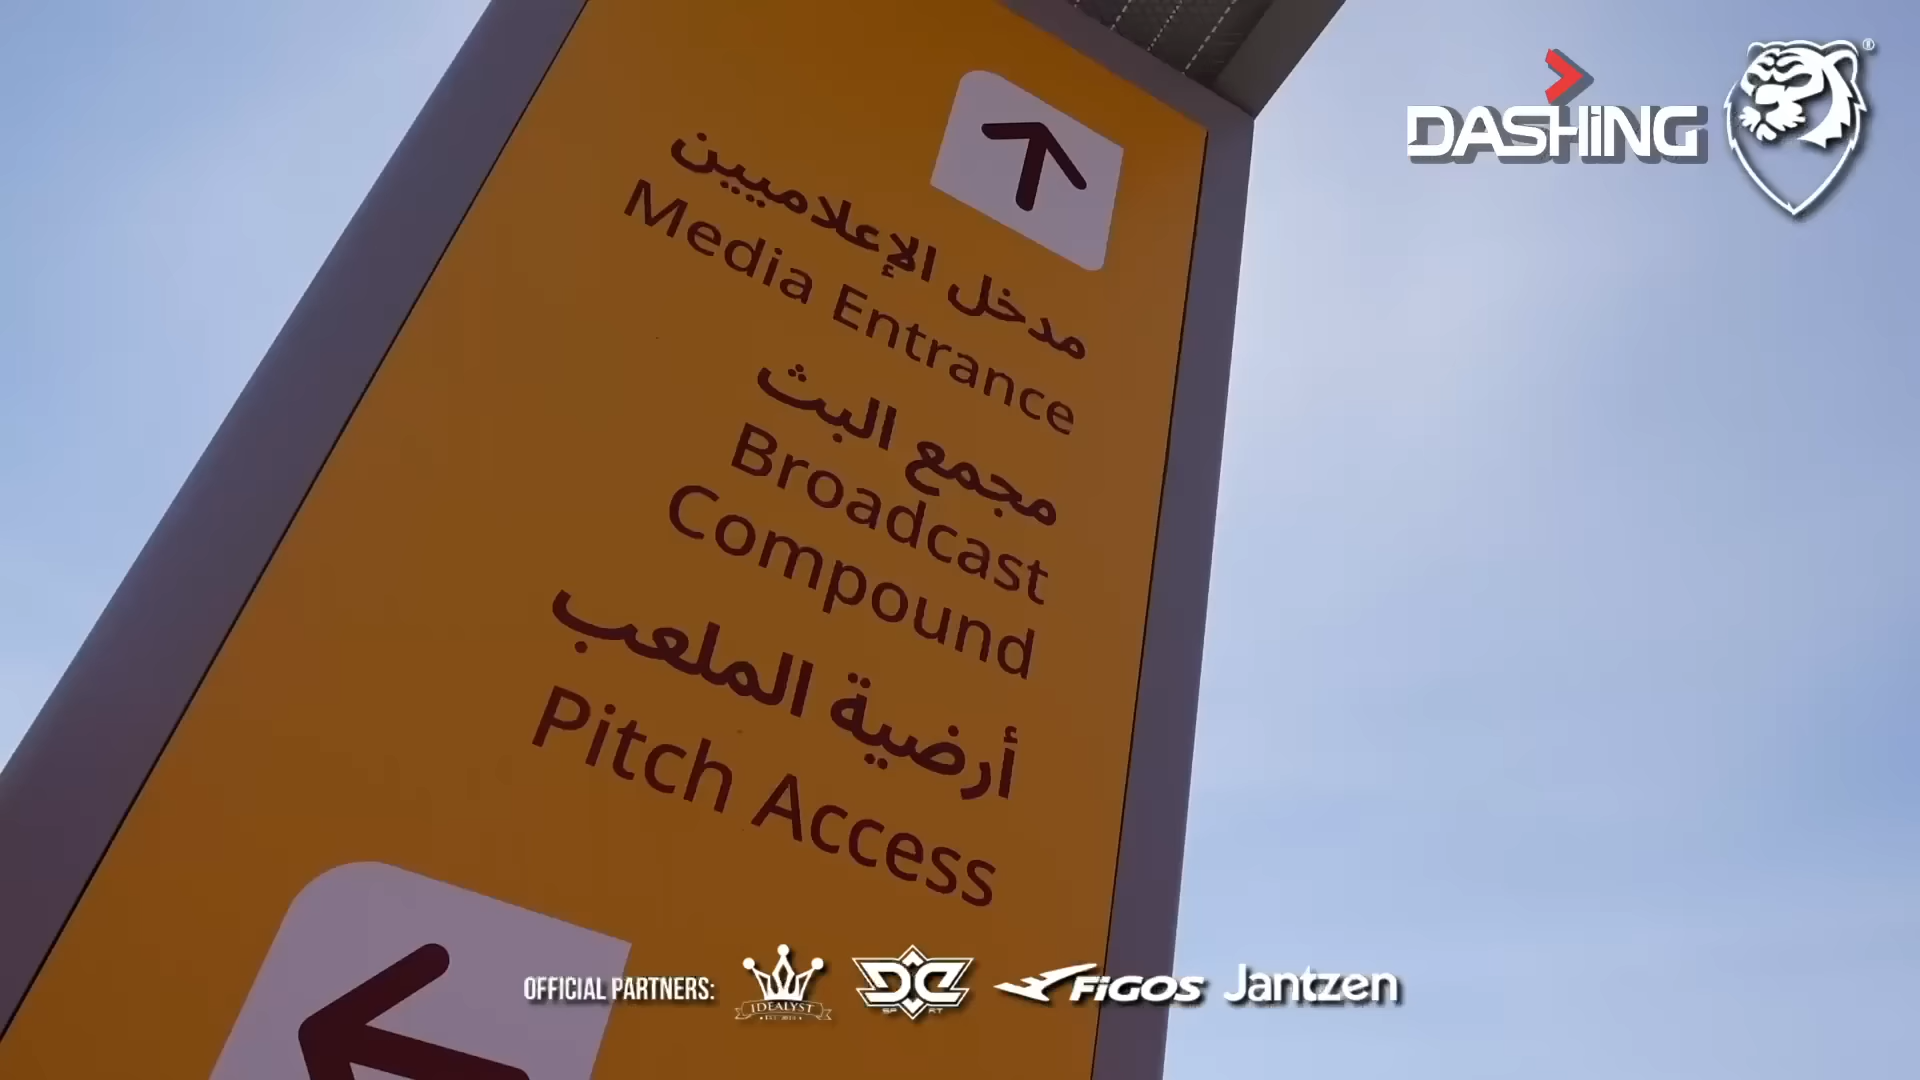 DASHING
®
مدخل الإعلاميين
Media Entrance
مجمع البث
Broadcast
Compound
أرضية الملعب
Pitch Access
OFFICIAL PARTNERS:
IDEALYST
FIGOS
Jantzen